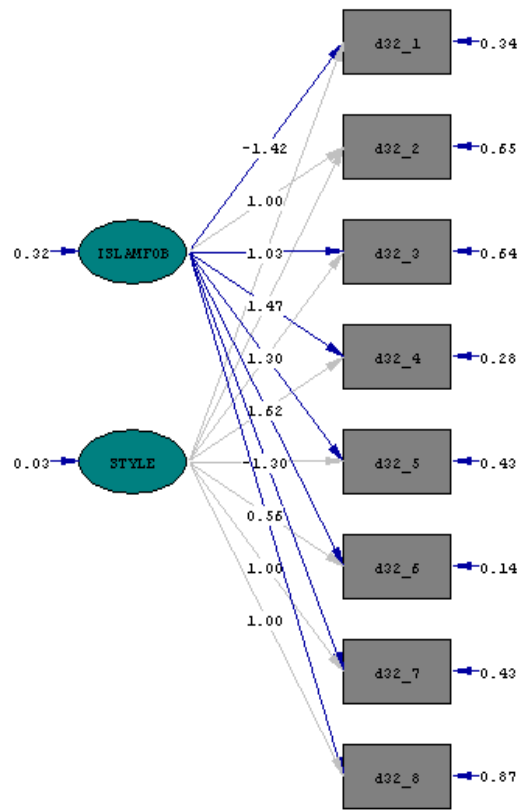 d32_1
0.34
d32_2
0.65
-1.42
1.00
0.32
ISLAMFOB
1.03
d32_3
0.64
1.47
1.30
d32_4
0.28
1.62
0.03
STYLE
-1.30
d32_5
0.43
0.56
1.00
d32_6
0.14
1.00
d32_7
0.43
d32_8
0.87